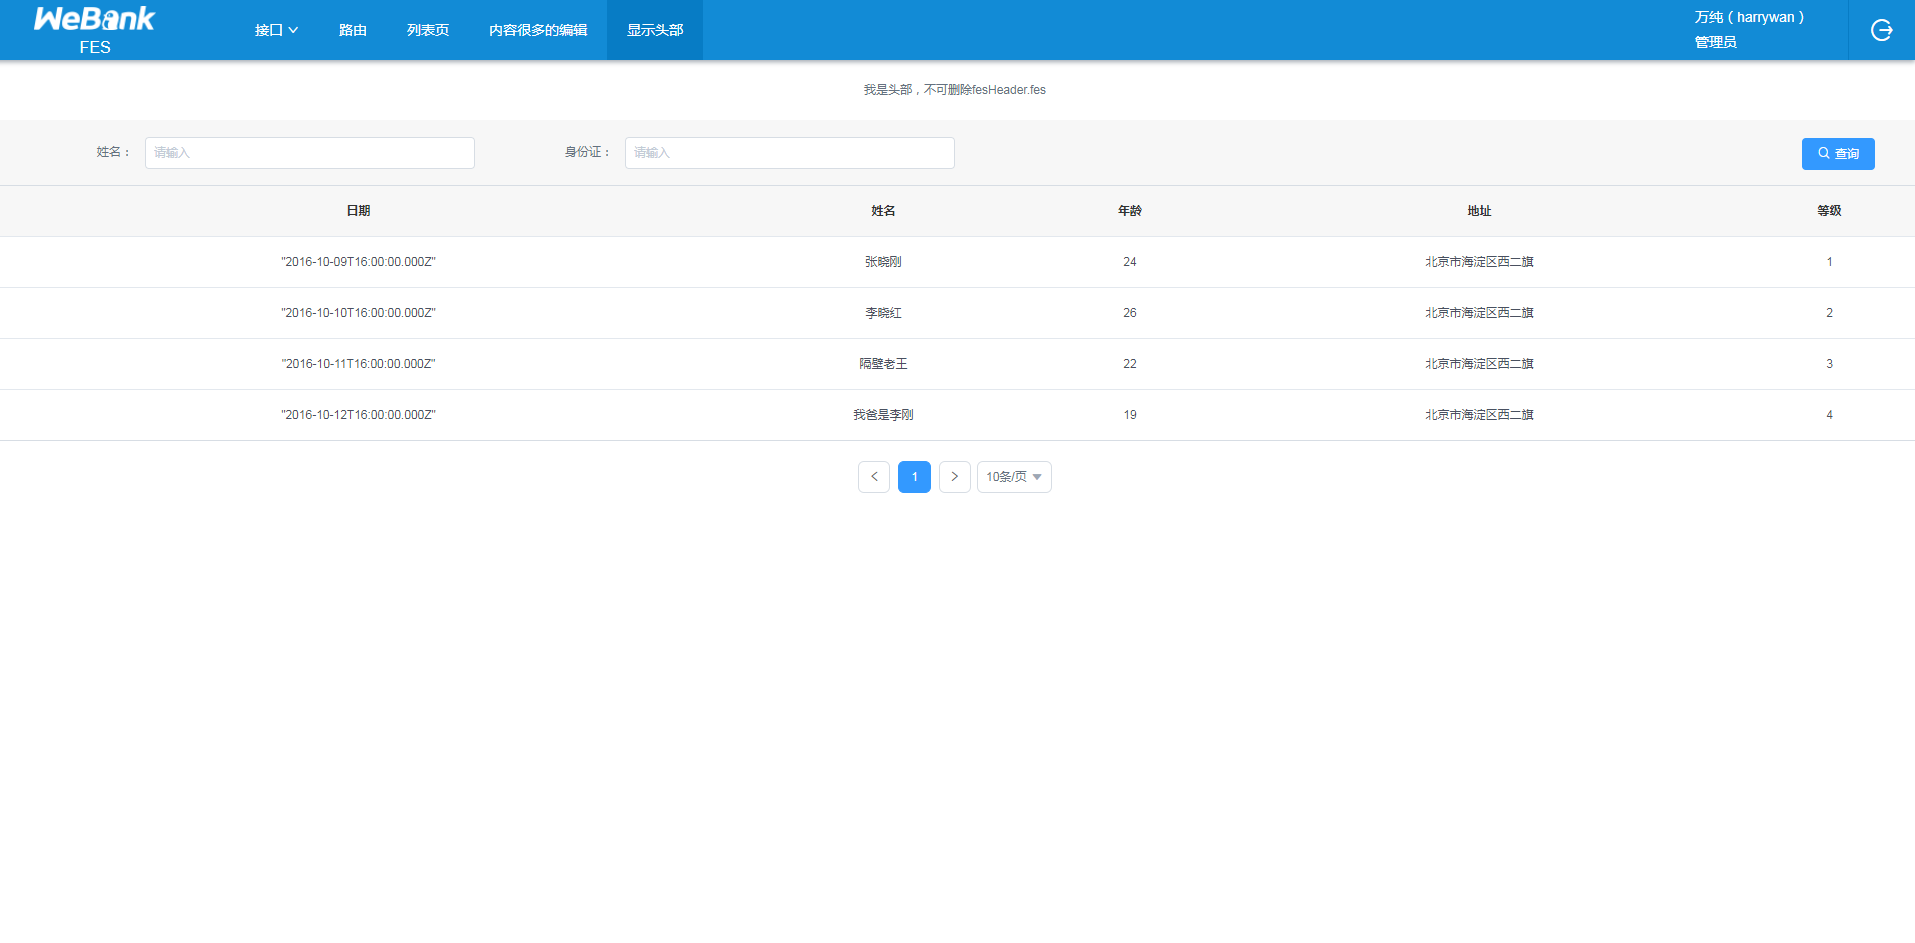 WeBank
FES
接口
路由
列表页
内容很多的编辑
显示头部
万纯（harrywan）
管理员
我是头部，不可删除fesHeader.fes
姓名： 请输入
身份证： 请输入
查询
日期 姓名 年龄 地址 等级
"2016-10-09T16:00:00.000Z" 张晓刚 24 北京市海淀区西二旗 1
"2016-10-10T16:00:00.000Z" 李晓红 26 北京市海淀区西二旗 2
"2016-10-11T16:00:00.000Z" 隔壁老王 22 北京市海淀区西二旗 3
"2016-10-12T16:00:00.000Z" 我爸是李刚 19 北京市海淀区西二旗 4
1
10条/页